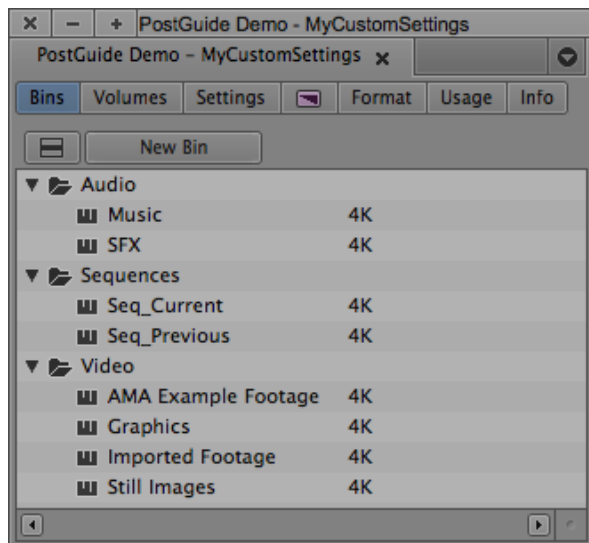 PostGuide Demo - MyCustomSettings
PostGuide Demo – MyCustomSettings
Bins Volumes Settings Format Usage Info
New Bin
Audio
Music 4K
SFX 4K
Sequences
Seq_Current 4K
Seq_Previous 4K
Video
AMA Example Footage 4K
Graphics 4K
Imported Footage 4K
Still Images 4K